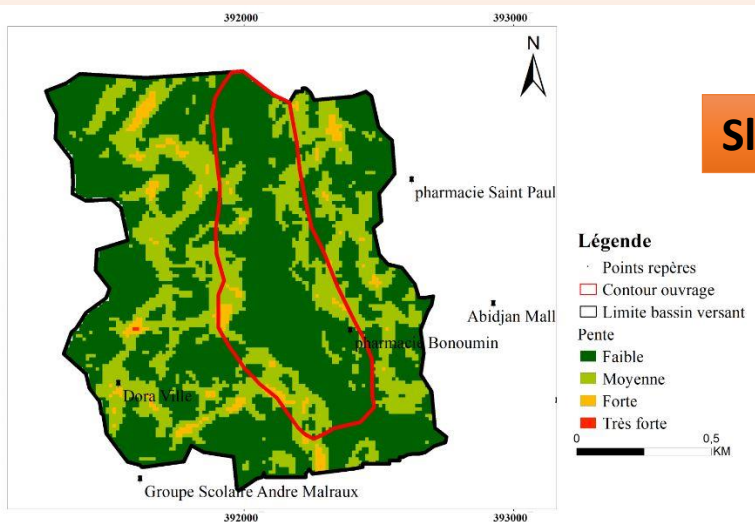 392000 393000
N
Sl
pharmacie Saint Paul
Abidjan Mall
pharmacie Bonoumin
Dora Ville
Groupe Scolaire Andre Malraux
Légende
Points repères
Contour ouvrage
Limite bassin versant
Pente
Faible
Moyenne
Forte
Très forte
0 0,5
KM
392000 393000